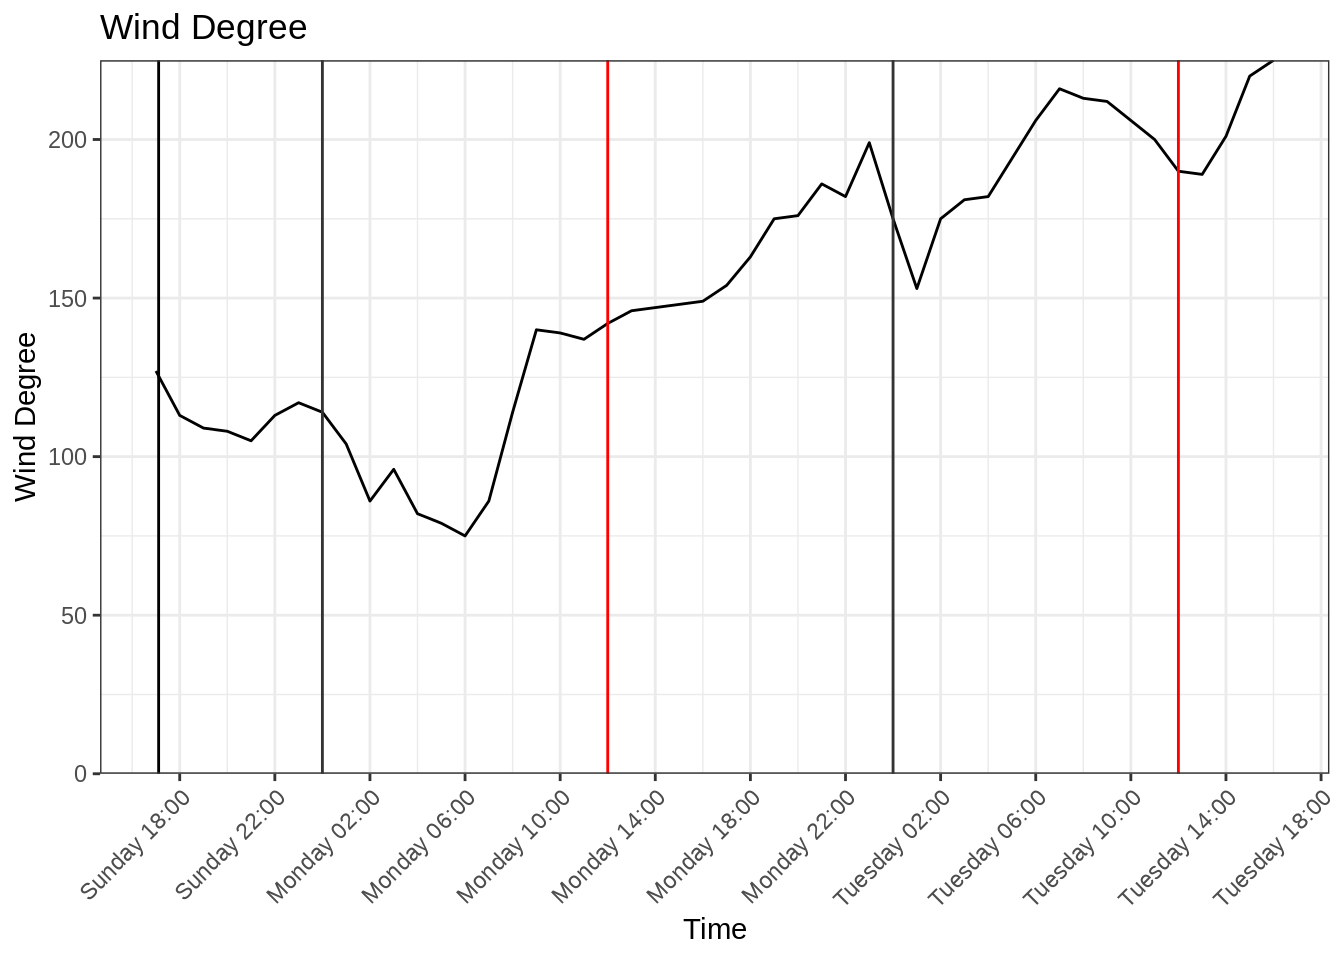 Wind Degree
Wind Degree
200
150
100
50
0
Sunday 18:00
Sunday 22:00
Monday 02:00
Monday 06:00
Monday 10:00
Monday 14:00
Monday 18:00
Monday 22:00
Tuesday 02:00
Tuesday 06:00
Tuesday 10:00
Tuesday 14:00
Tuesday 18:00
Time